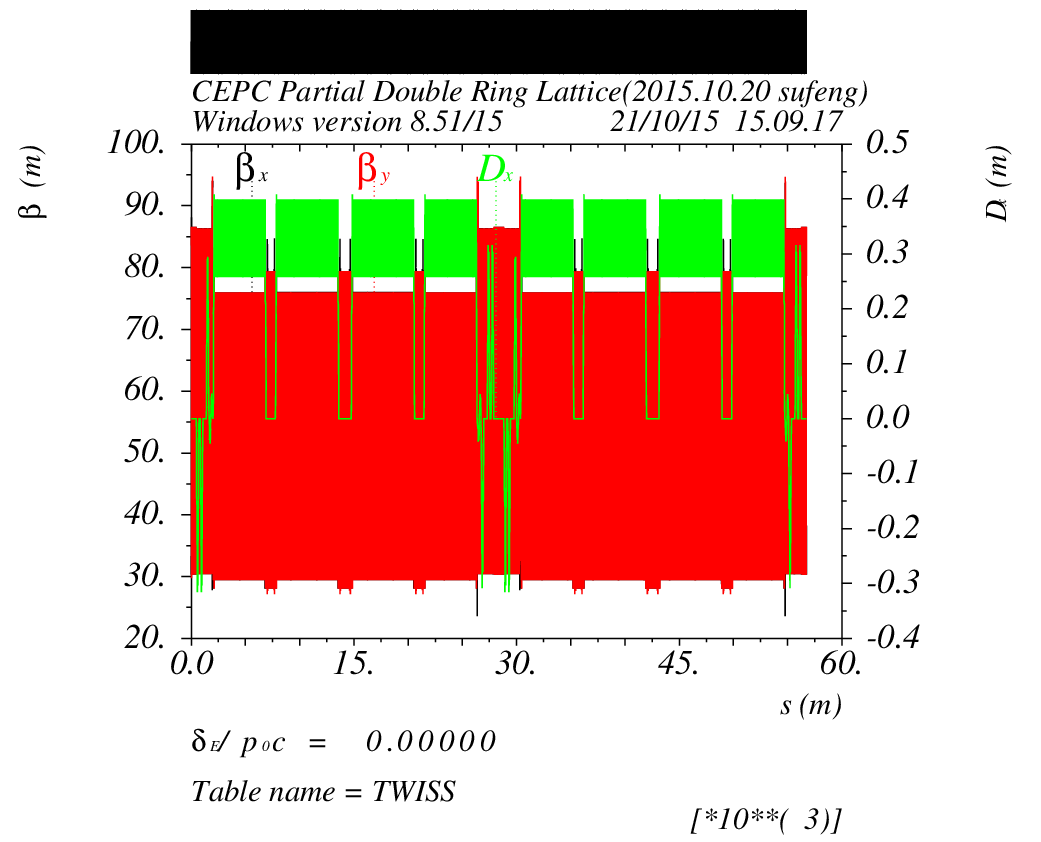 CEPC Partial Double Ring Lattice(2015.10.20 sufeng)
Windows version 8.51/15 21/10/15 15.09.17
β (m)
100.
90.
80.
70.
60.
50.
40.
30.
20.
βx βy Dx
0.5
0.4
0.3
0.2
0.1
0.0
-0.1
-0.2
-0.3
-0.4
Dx (m)
0.0 15. 30. 45. 60.
s (m)
δE/ p0c = 0.00000
Table name = TWISS
[*10**( 3)]